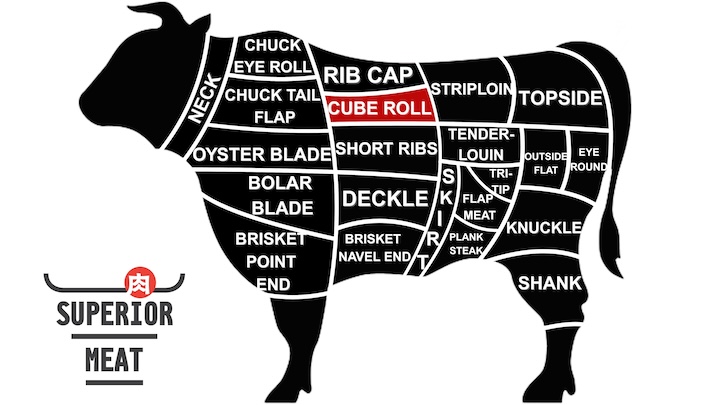 NECK
CHUCK
EYE ROLL
CHUCK TAIL
FLAP
OYSTER BLADE
BOLAR
BLADE
BRISKET
POINT
END
RIB CAP
CUBE ROLL
SHORT RIBS
DECKLE
BRISKET
NAVEL END
SKIRT
STRIPLOIN
TENDER-
LOUIN
TRI-
TIP
FLAP
MEAT
PLANK
STEAK
TOPSIDE
OUTSIDE
FLAT
EYE
ROUND
KNUCKLE
SHANK
肉
SUPERIOR
MEAT